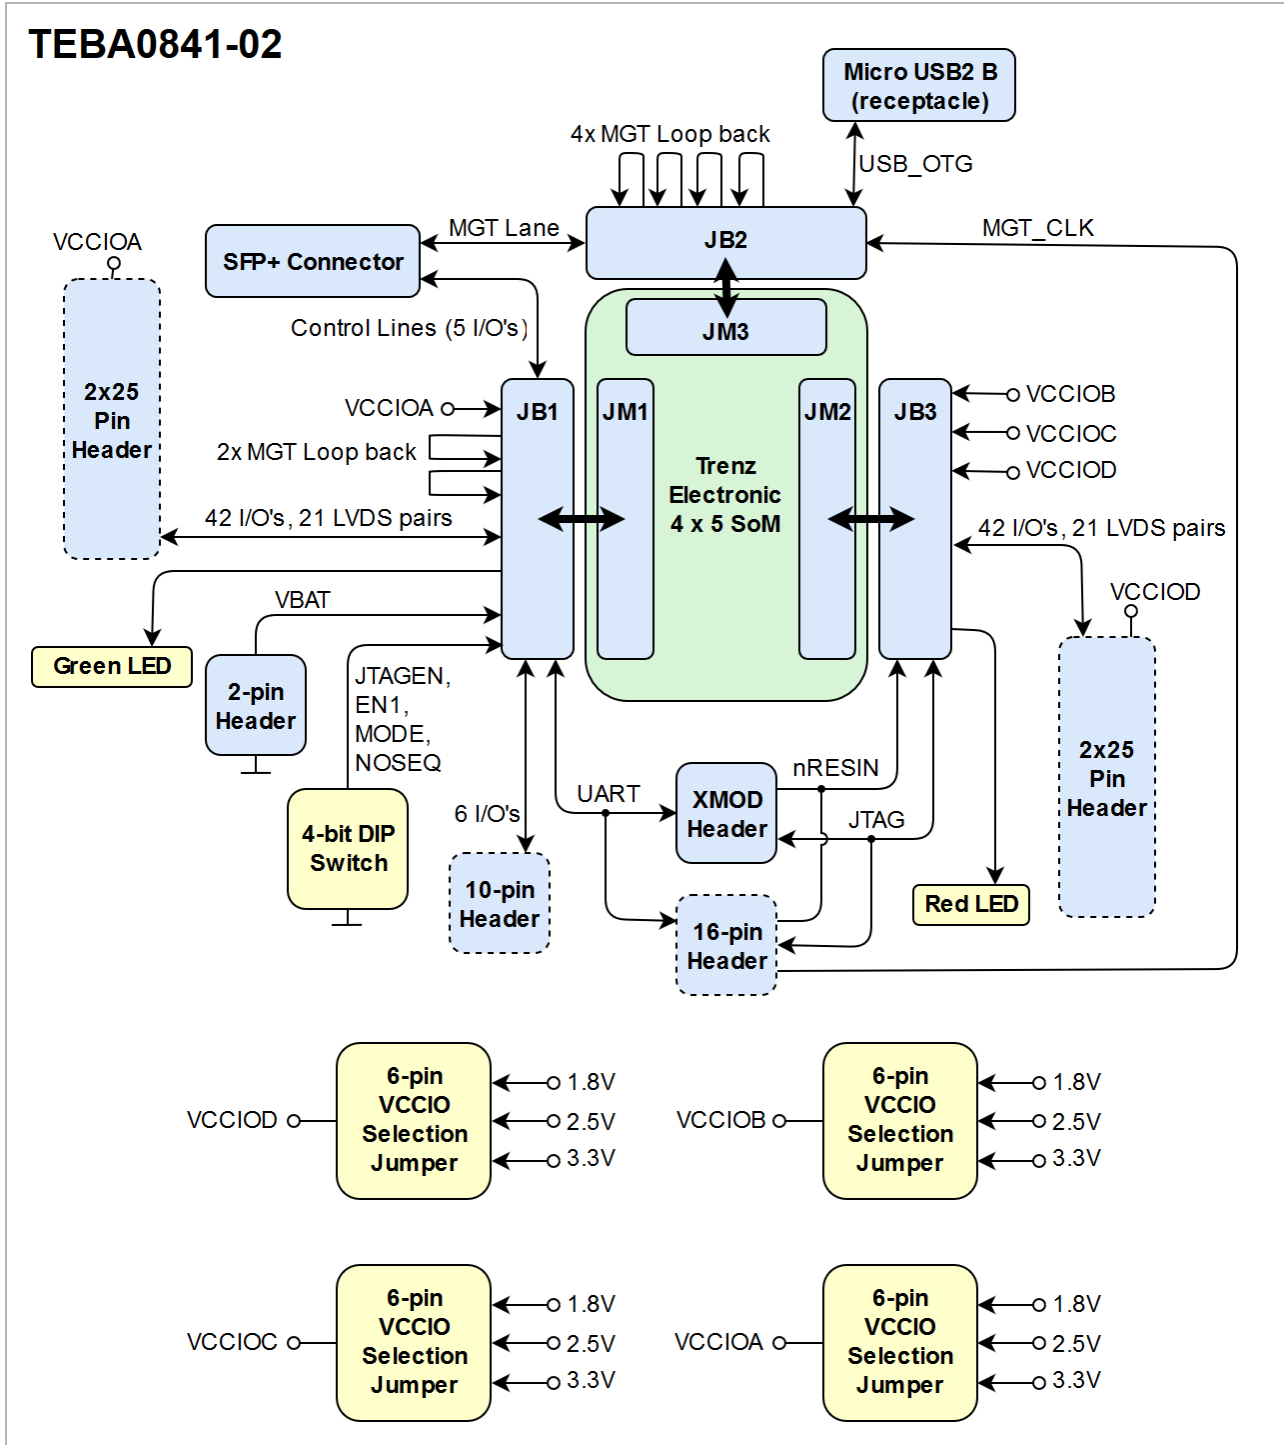 TEBA0841-02
Micro USB2 B
(receptacle)
4x MGT Loop back
USB_OTG
MGT Lane
JB2
MGT_CLK
VCCIOA
SFP+ Connector
Control Lines (5 I/O's)
JM3
2x25
Pin
Header
VCCIOA
JB1
JM1
JM2
JB3
VCCIOB
VCCIOC
VCCIOD
2x MGT Loop back
Trenz
Electronic
4 x 5 SoM
42 I/O's, 21 LVDS pairs
42 I/O's, 21 LVDS pairs
VBAT
VCCIOD
Green LED
2-pin
Header
JTAGEN,
EN1,
MODE,
NOSEQ
2x25
Pin
Header
nRESIN
UART
XMOD
Header
JTAG
6 I/O's
4-bit DIP
Switch
10-pin
Header
Red LED
16-pin
Header
6-pin
VCCIO
Selection
Jumper
VCCIOD
1.8V
2.5V
3.3V
6-pin
VCCIO
Selection
Jumper
VCCIOB
1.8V
2.5V
3.3V
6-pin
VCCIO
Selection
Jumper
VCCIOC
1.8V
2.5V
3.3V
6-pin
VCCIO
Selection
Jumper
VCCIOA
1.8V
2.5V
3.3V